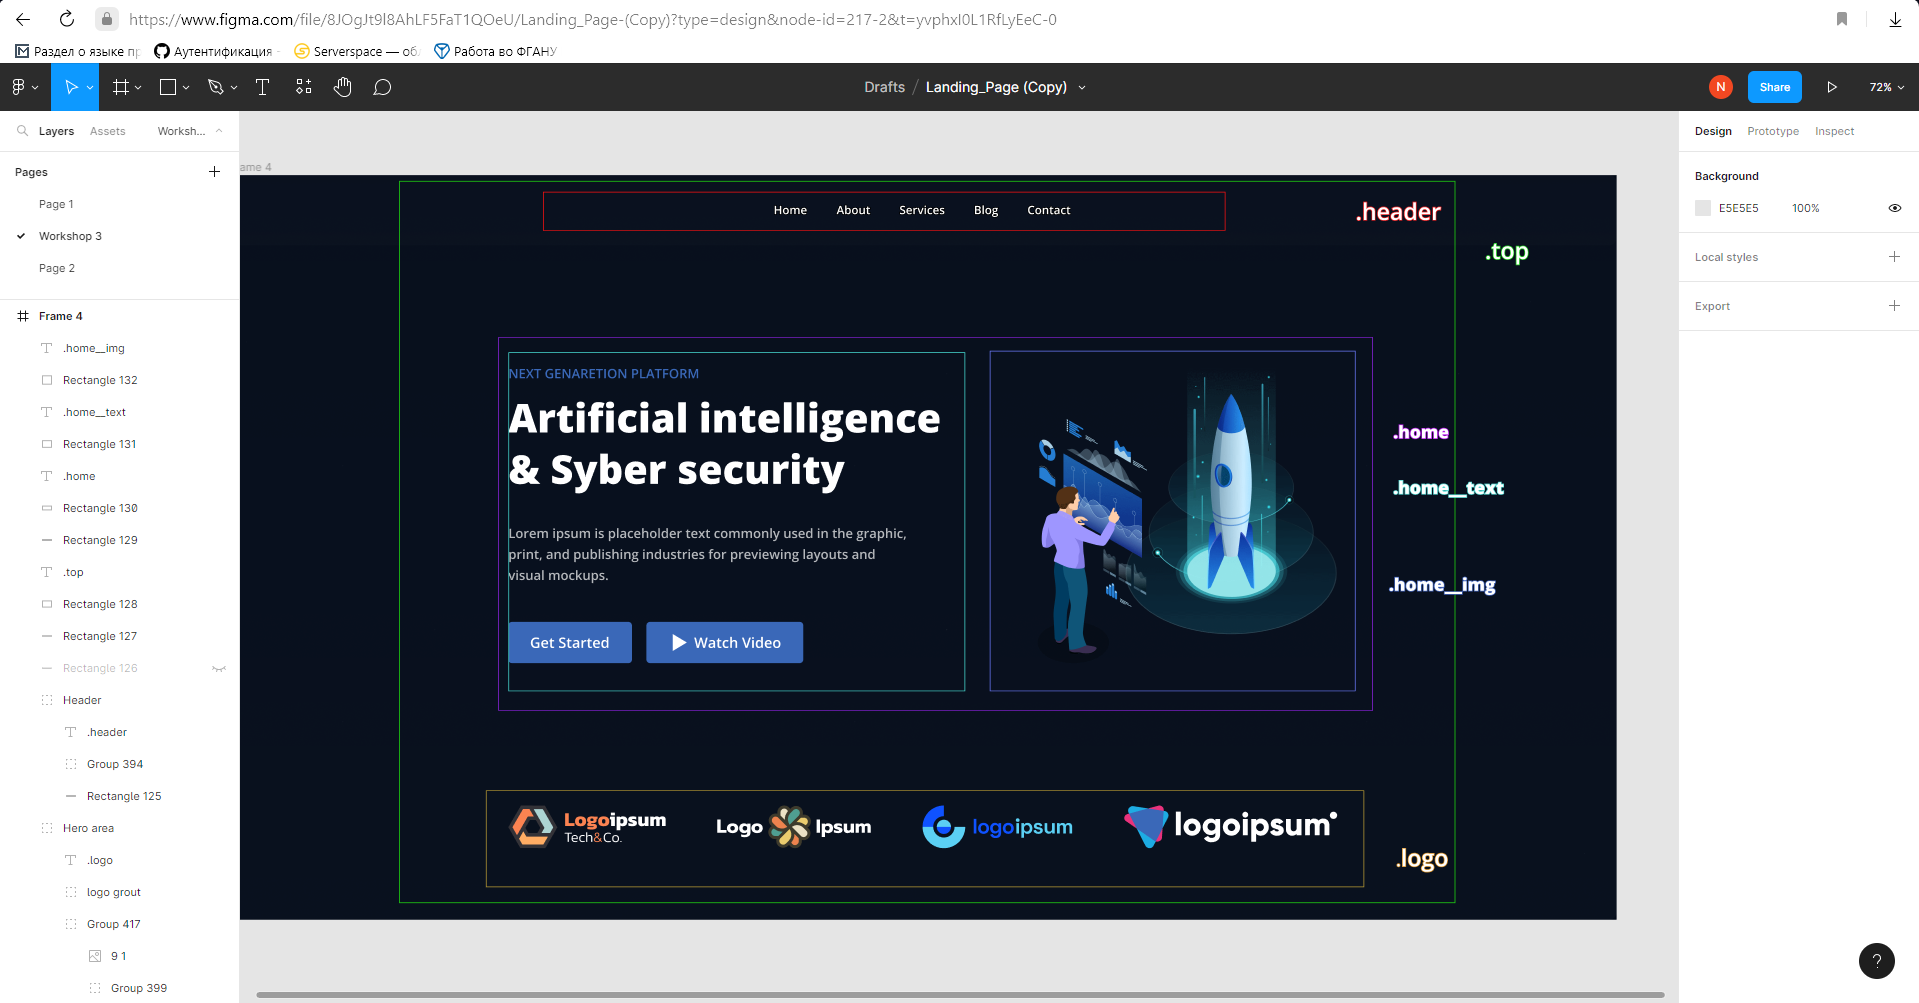 https://www.figma.com/file/8JOgJt9l8AhLF5FaT1QOeU/Landing_Page-(Copy)?type=design&node-id=217-2&t=yvphxI0L1RfLyEeC-0
Раздел о языке пр
Аутентификация
Serverspace — об
Работа во ФГАНУ
Drafts / Landing_Page (Copy)
N
Share
72%
Layers
Assets
Worksh...
Pages
Page 1
Workshop 3
Page 2
Frame 4
.home__img
Rectangle 132
.home__text
Rectangle 131
.home
Rectangle 130
Rectangle 129
.top
Rectangle 128
Rectangle 127
Rectangle 126
Header
.header
Group 394
Rectangle 125
Hero area
.logo
logo grout
Group 417
9 1
Group 399
ame 4
Home
About
Services
Blog
Contact
.header
.top
NEXT GENARETION PLATFORM
Artificial intelligence
& Syber security
Lorem ipsum is placeholder text commonly used in the graphic,
print, and publishing industries for previewing layouts and
visual mockups.
Get Started
Watch Video
.home
.home__text
.home__img
Logoipsum
Tech&Co.
Logo Ipsum
logoipsum
logoipsum
.logo
Design
Prototype
Inspect
Background
E5E5E5
100%
Local styles
Export
?